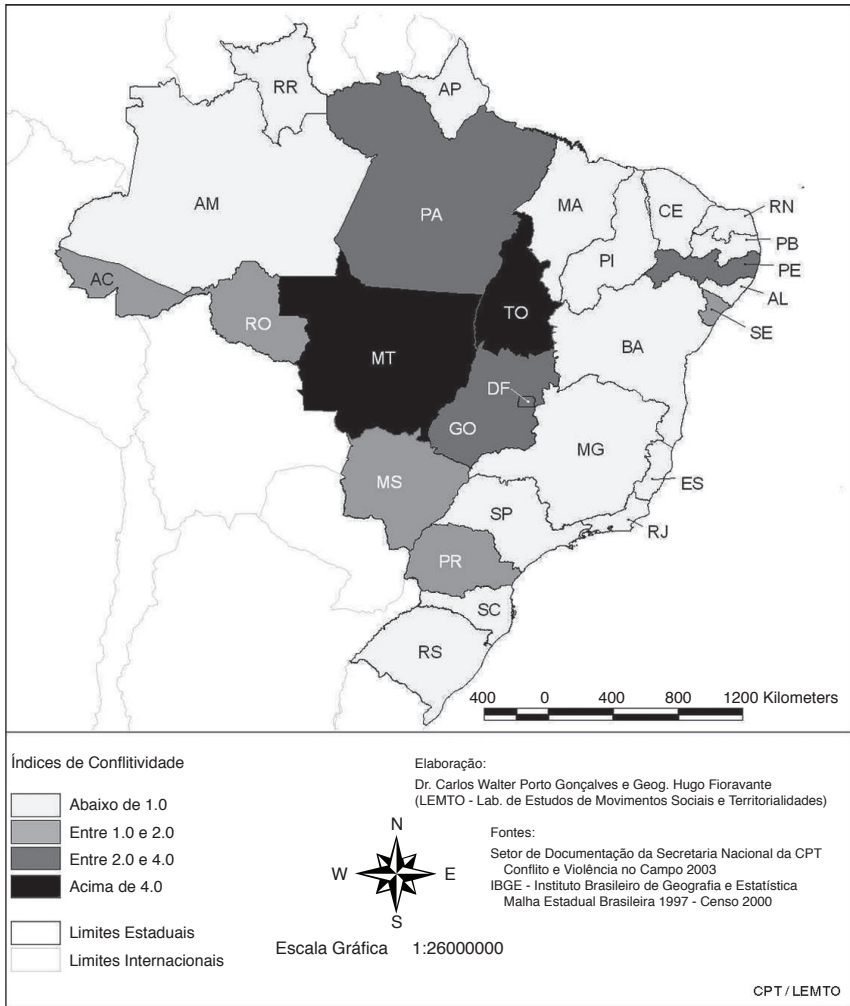 RR
AP
AM
PA
MA
CE
RN
PB
PI
PE
AC
AL
TO
SE
RO
MT
BA
DF
GO
MG
MS
ES
SP
RJ
PR
SC
RS
400 0 400 800 1200 Kilometers
Índices de Conflitividade
Abaixo de 1.0
Entre 1.0 e 2.0
Entre 2.0 e 4.0
Acima de 4.0
Limites Estaduais
Limites Internacionais
N
W E
S
Escala Gráfica 1:26000000
Elaboração:
Dr. Carlos Walter Porto Gonçalves e Geog. Hugo Fioravante
(LEMTO - Lab. de Estudos de Movimentos Sociais e Territorialidades)
Fontes:
Setor de Documentação da Secretaria Nacional da CPT
Conflito e Violência no Campo 2003
IBGE - Instituto Brasileiro de Geografia e Estatística
Malha Estadual Brasileira 1997 - Censo 2000
CPT / LEMTO